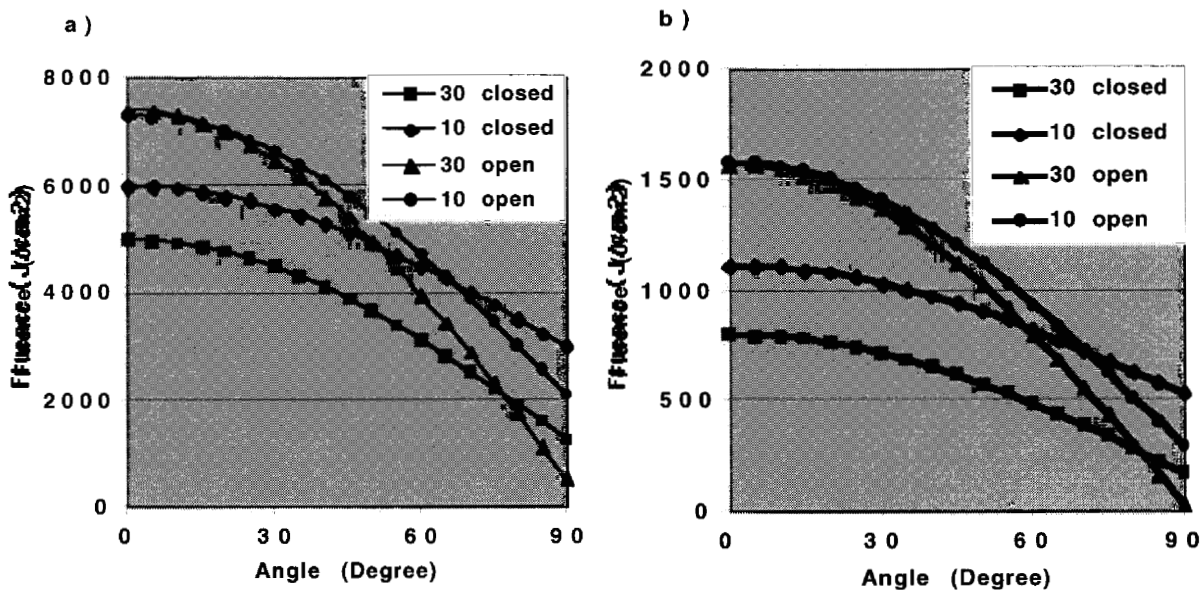 a )
8000
6000
4000
2000
0
0 30 60 90
Angle (Degree)
30 closed
10 closed
30 open
10 open
b )
2000
1500
1000
500
0
0 30 60 90
Angle (Degree)
30 closed
10 closed
30 open
10 open